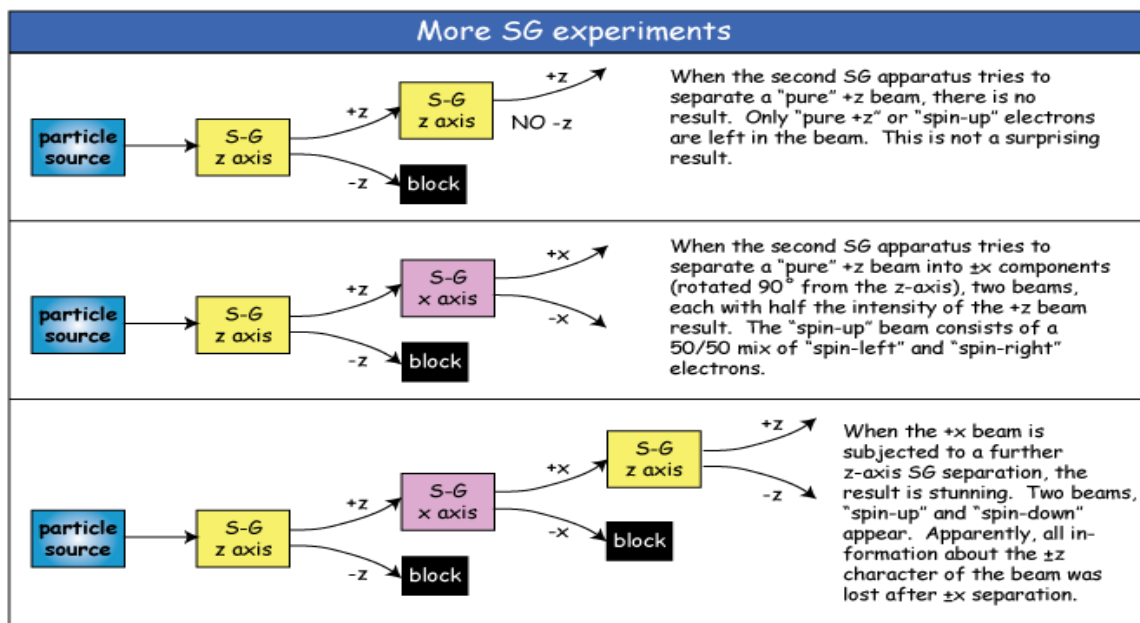 More SG experiments
particle
source
S-G
z axis
+z
-z
S-G
z axis
block
+z
NO -z
When the second SG apparatus tries to
separate a “pure” +z beam, there is no
result. Only “pure +z” or “spin-up” electrons
are left in the beam. This is not a surprising
result.
particle
source
S-G
z axis
+z
-z
S-G
x axis
block
+x
-x
When the second SG apparatus tries to
separate a “pure” +z beam into ±x components
(rotated 90° from the z-axis), two beams,
each with half the intensity of the +z beam
result. The “spin-up” beam consists of a
50/50 mix of “spin-left” and “spin-right”
electrons.
particle
source
S-G
z axis
+z
-z
S-G
x axis
block
+x
-x
S-G
z axis
block
+z
-z
When the +x beam is
subjected to a further
z-axis SG separation, the
result is stunning. Two beams,
“spin-up” and “spin-down”
appear. Apparently, all in-
formation about the ±z
character of the beam was
lost after ±x separation.